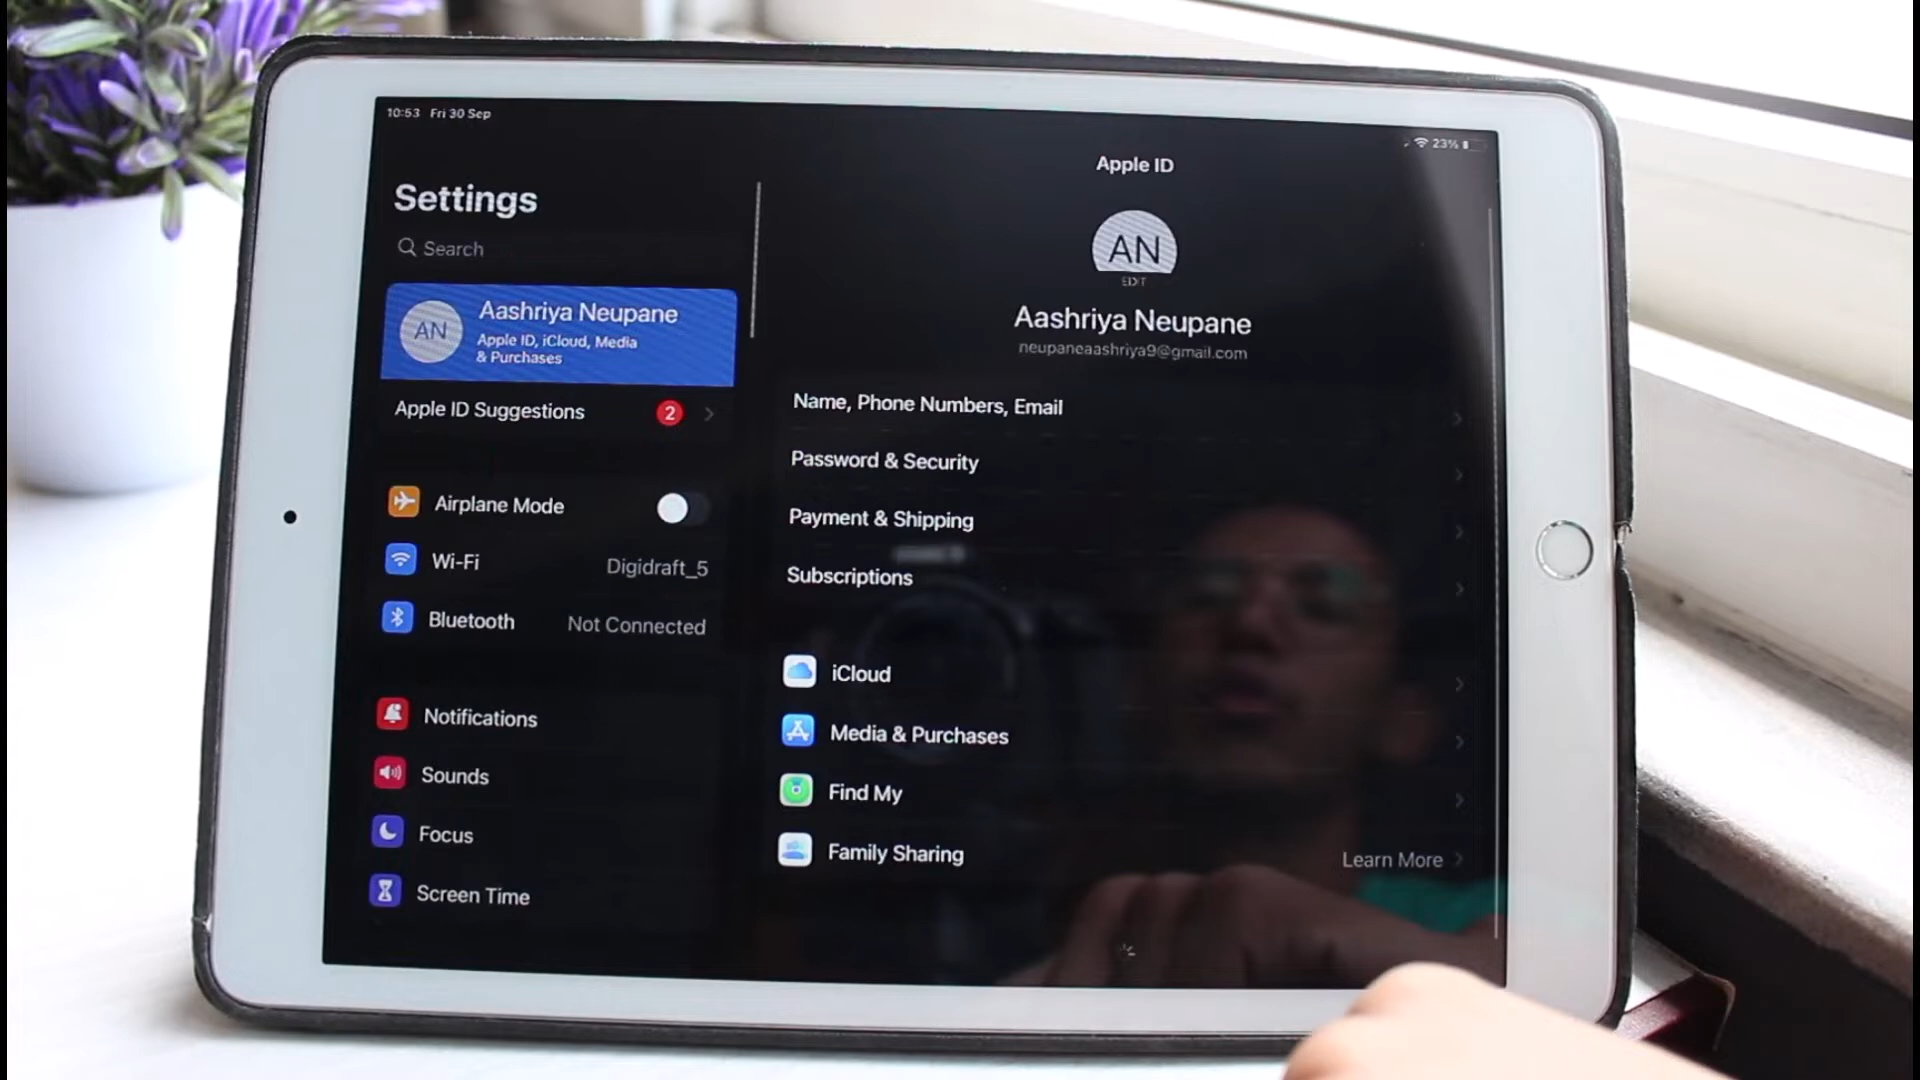 10:53 Fri 30 Sep
23%
Settings
Search
AN
Aashriya Neupane
Apple ID, iCloud, Media
& Purchases
Apple ID Suggestions 2
Airplane Mode
Wi-Fi Digidraft_5
Bluetooth Not Connected
Notifications
Sounds
Focus
Screen Time
Apple ID
AN
EDIT
Aashriya Neupane
neupaneaashriya9@gmail.com
Name, Phone Numbers, Email
Password & Security
Payment & Shipping
Subscriptions
iCloud
Media & Purchases
Find My
Family Sharing Learn More